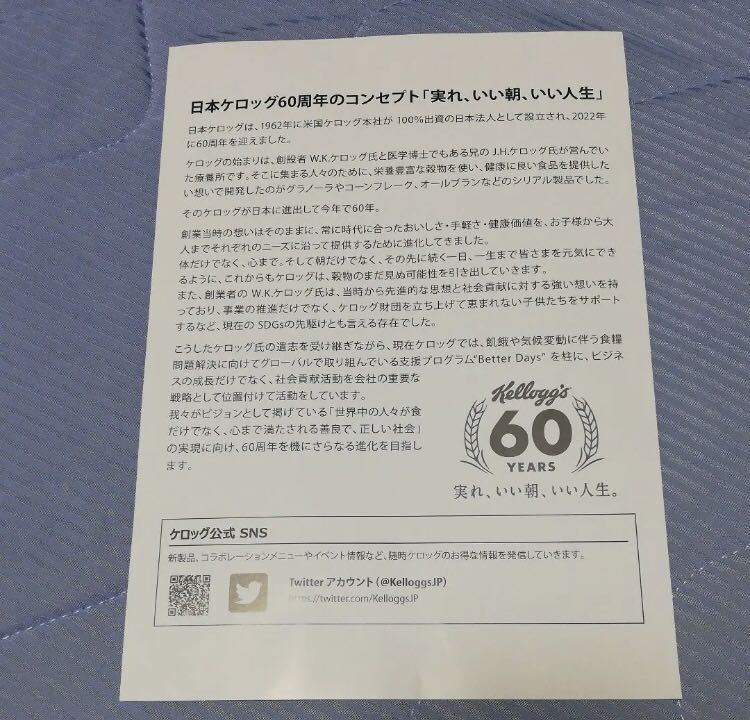 日本ケロッグ60周年のコンセプト「実れ、いい朝、いい人生」
日本ケロッグは、1962年に米国ケロッグ本社が 100％出資の日本法人として設立され、2022年
に60周年を迎えました。
ケロッグの始まりは、創設者 W.K.ケロッグ氏と医学博士でもある兄の J.H.ケロッグ氏が営んでい
た療養所です。そこに集まる人々のために、栄養豊富な穀物を使い、健康に良い食品を提供した
い想いで開発したのがグラノーラやコーンフレーク、オールブランなどのシリアル製品でした。
そのケロッグが日本に進出して今年で60年。
創業当時の想いはそのままに、常に時代に合ったおいしさ・手軽さ・健康価値を、お子様から大
人までそれぞれのニーズに沿って提供するために進化してきました。
体だけでなく、心まで。そして朝だけでなく、その先に続く一日、一生まで皆さまを元気にでき
るように、これからもケロッグは、穀物のまだ見ぬ可能性を引き出していきます。
また、創業者の W.K.ケロッグ氏は、当時から先進的な思想と社会貢献に対する強い想いを持
っており、事業の推進だけでなく、ケロッグ財団を立ち上げて恵まれない子供たちをサポート
するなど、現在の SDGsの先駆けとも言える存在でした。
こうしたケロッグ氏の遺志を受け継ぎながら、現在ケロッグでは、飢餓や気候変動に伴う食糧
問題解決に向けてグローバルで取り組んでいる支援プログラム"Better Days" を柱に、ビジネ
スの成長だけでなく、社会貢献活動を会社の重要な
戦略として位置付けて活動をしています。
我々がビジョンとして掲げている「世界中の人々が食
だけでなく、心まで満たされる善良で、正しい社会」
の実現に向け、60周年を機にさらなる進化を目指し
ます。
Kellogg's
60
YEARS
実れ、いい朝、いい人生。
ケロッグ公式 SNS
新製品、コラボレーションメニューやイベント情報など、随時ケロッグのお得な情報を発信していきます。
Twitter アカウント（@KelloggsJP）
https://twitter.com/KelloggsJP